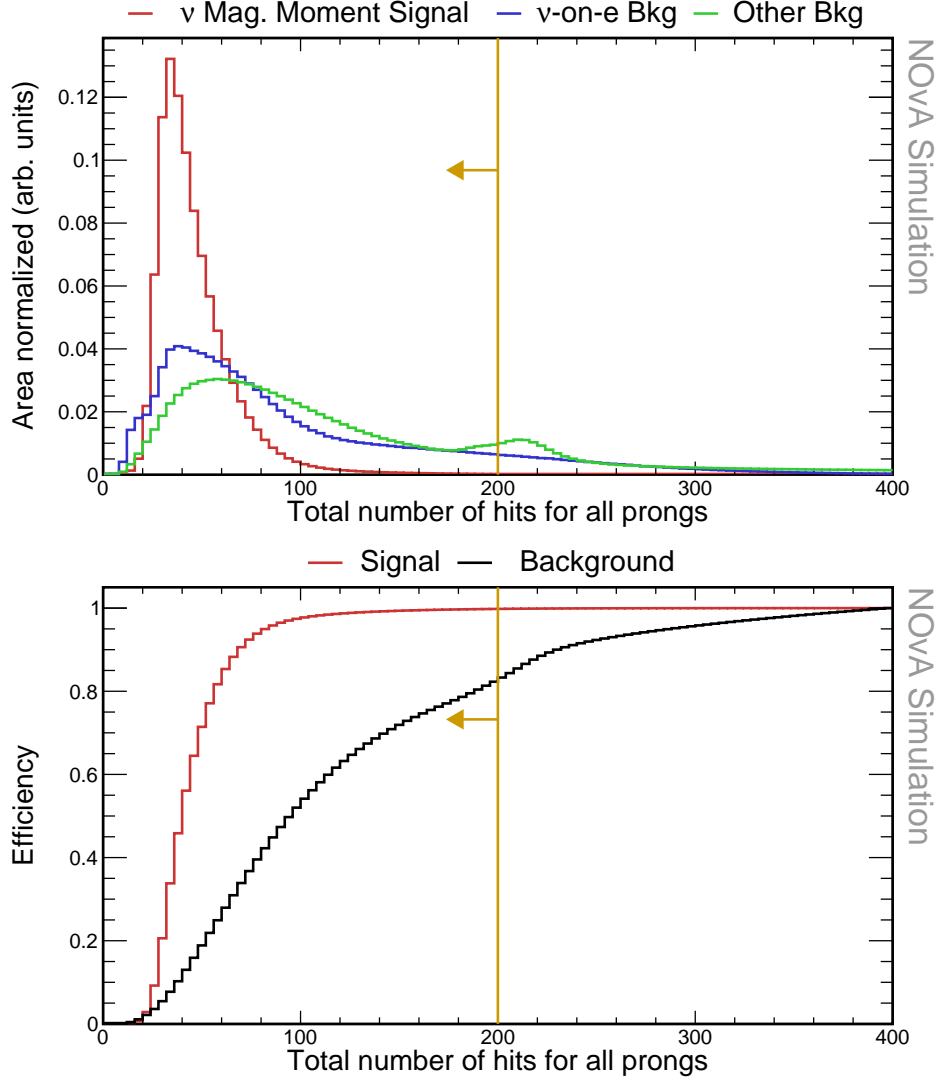 ν Mag. Moment Signal ν-on-e Bkg Other Bkg
NOvA Simulation
Area normalized (arb. units)
0.12
0.1
0.08
0.06
0.04
0.02
0
0 100 200 300 400
Total number of hits for all prongs
Signal Background
NOvA Simulation
Efficiency
1
0.8
0.6
0.4
0.2
0
0 100 200 300 400
Total number of hits for all prongs